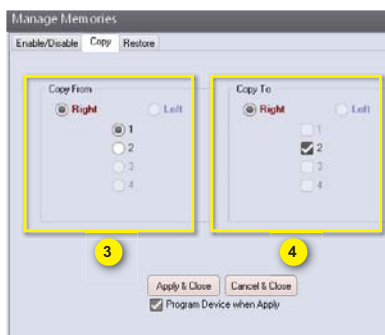 Manage Memories
Enable/Disable Copy Restore
Copy From Copy To
Right Left Right Left
1 1
2 2
3 3
4 4
3 4
Apply & Close Cancel & Close
Program Device when Apply